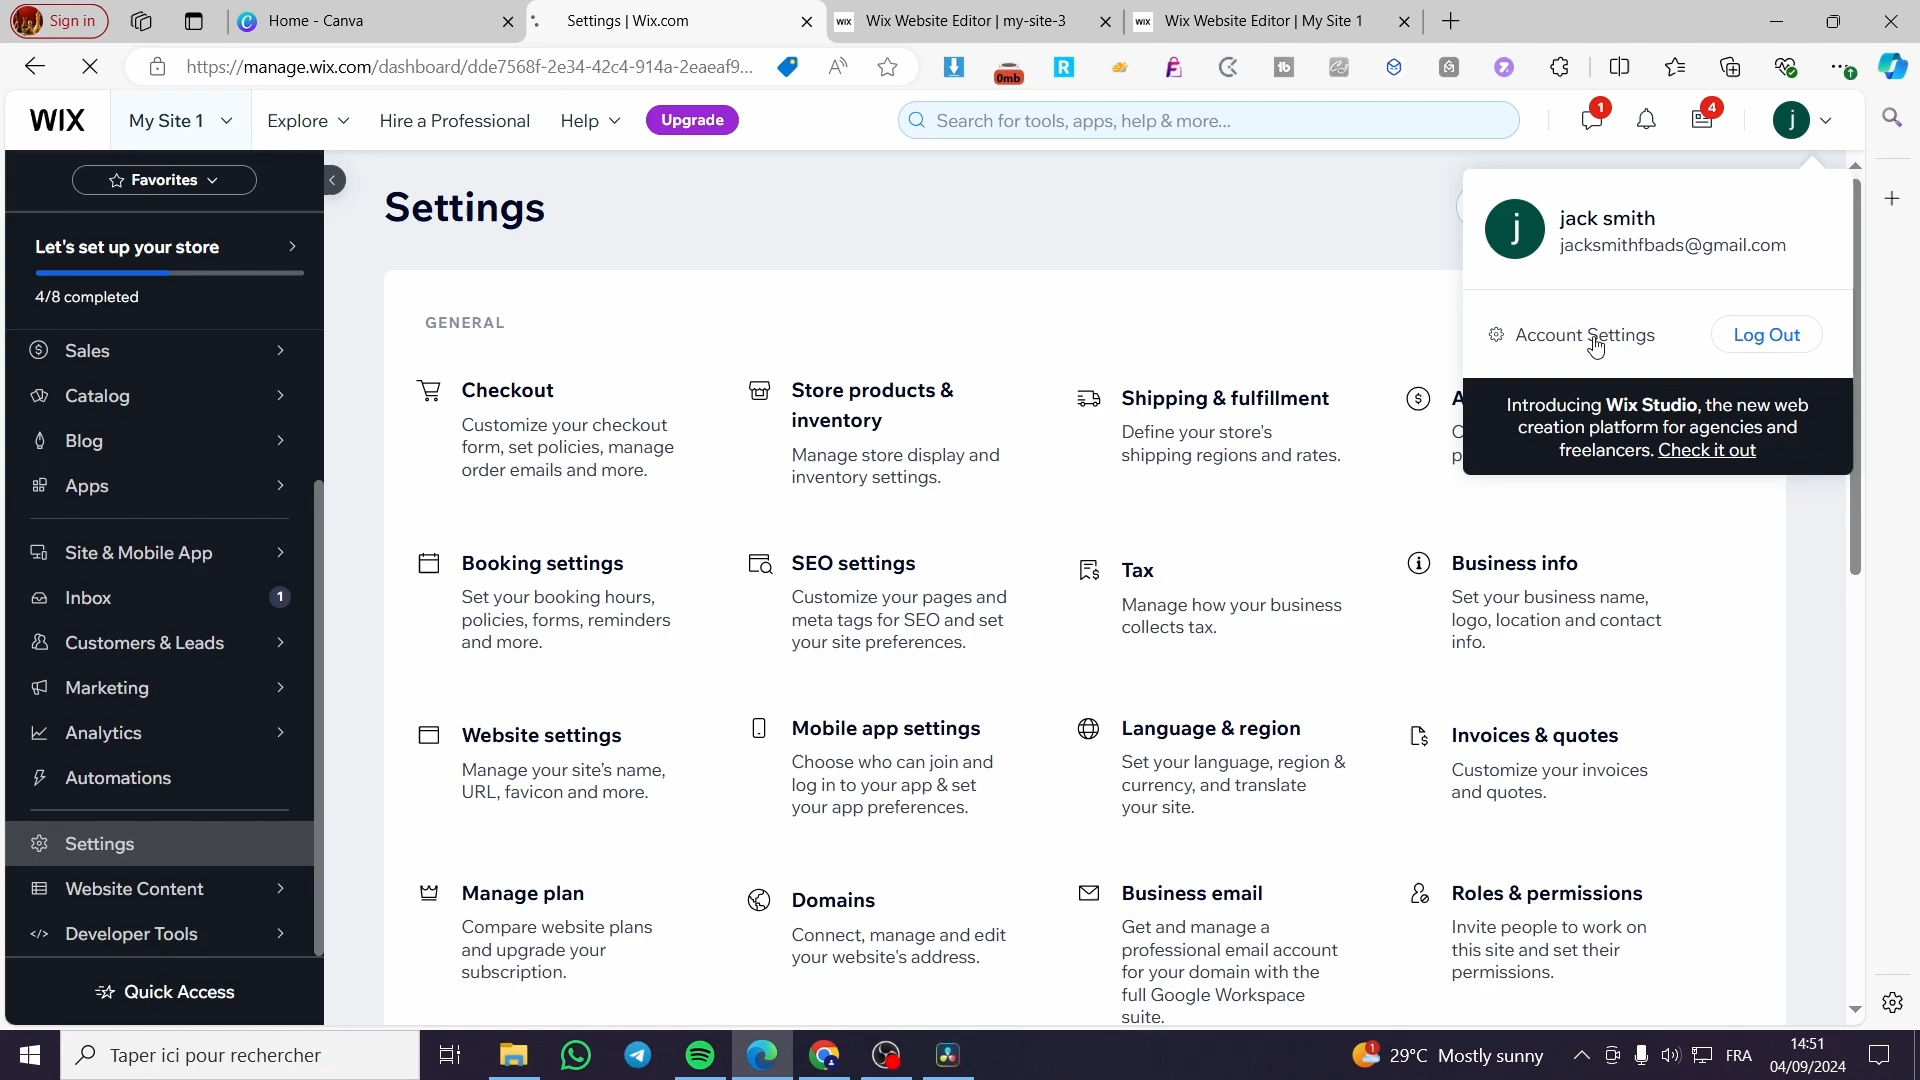 Sign in
Home - Canva
Settings | Wix.com
WIX
Wix Website Editor | my-site-3
WIX
Wix Website Editor | My Site 1
https://manage.wix.com/dashboard/dde7568f-2e34-42c4-914a-2eaeaf9...
0mb
WIX
My Site 1
Explore
Hire a Professional
Help
Upgrade
Search for tools, apps, help & more...
1
4
j
Favorites
Let's set up your store
4/8 completed
Sales
Catalog
Blog
Apps
Site & Mobile App
Inbox
1
Customers & Leads
Marketing
Analytics
Automations
Settings
Website Content
Developer Tools
Quick Access
Settings
j
jack smith
jacksmithfbads@gmail.com
Account Settings
Log Out
Introducing Wix Studio, the new web
creation platform for agencies and
freelancers. Check it out
GENERAL
Checkout
Customize your checkout
form, set policies, manage
order emails and more.
Store products &
inventory
Manage store display and
inventory settings.
Shipping & fulfillment
Define your store's
shipping regions and rates.
Booking settings
Set your booking hours,
policies, forms, reminders
and more.
SEO settings
Customize your pages and
meta tags for SEO and set
your site preferences.
Tax
Manage how your business
collects tax.
Business info
Set your business name,
logo, location and contact
info.
Website settings
Manage your site's name,
URL, favicon and more.
Mobile app settings
Choose who can join and
log in to your app & set
your app preferences.
Language & region
Set your language, region &
currency, and translate
your site.
Invoices & quotes
Customize your invoices
and quotes.
Manage plan
Compare website plans
and upgrade your
subscription.
Domains
Connect, manage and edit
your website's address.
Business email
Get and manage a
professional email account
for your domain with the
full Google Workspace
suite.
Roles & permissions
Invite people to work on
this site and set their
permissions.
Taper ici pour rechercher
1
29°C Mostly sunny
FRA
14:51
04/09/2024